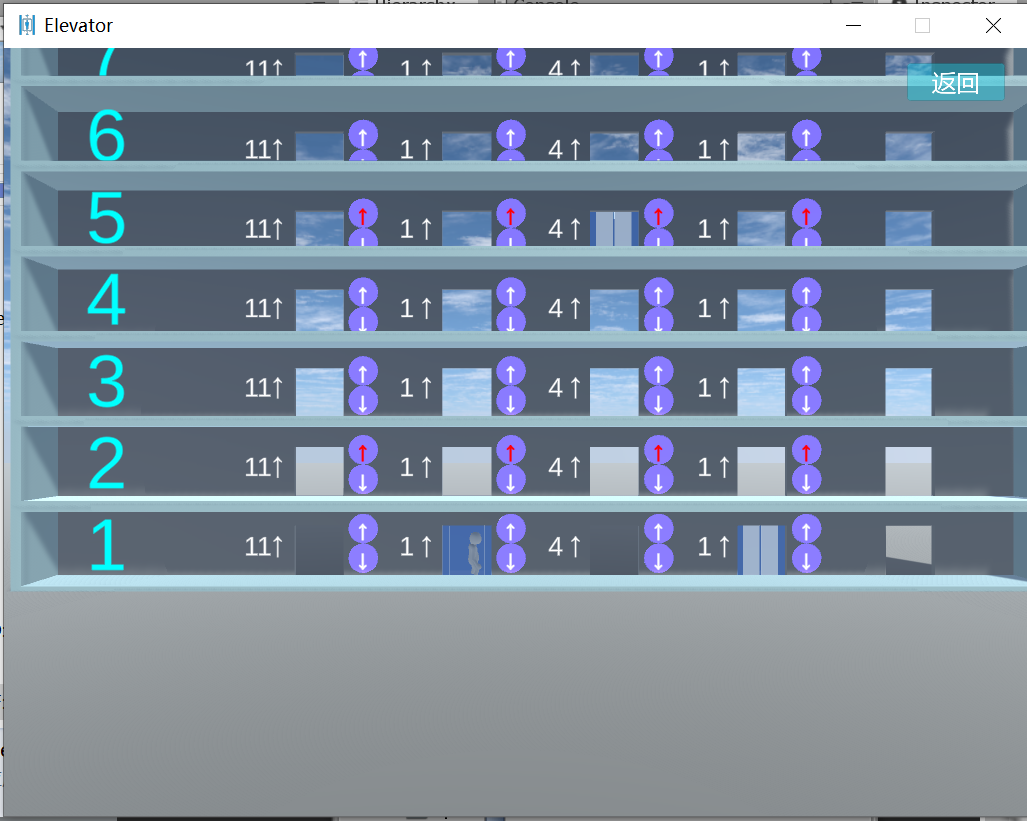 Elevator
返回
7 11↑ ↑ 1↑ ↑ 4↑ ↑ 1↑ ↑
6 11↑ ↑ 1↑ ↑ 4↑ ↑ 1↑ ↑
5 11↑ ↑ 1↑ ↑ 4↑ ↑ 1↑ ↑
↓ ↓ ↓ ↓
4 11↑ ↑ 1↑ ↑ 4↑ ↑ 1↑ ↑
↓ ↓ ↓ ↓
3 11↑ ↑ 1↑ ↑ 4↑ ↑ 1↑ ↑
↓ ↓ ↓ ↓
2 11↑ ↑ 1↑ ↑ 4↑ ↑ 1↑ ↑
↓ ↓ ↓ ↓
1 11↑ ↑ 1↑ ↑ 4↑ ↑ 1↑ ↑
↓ ↓ ↓ ↓